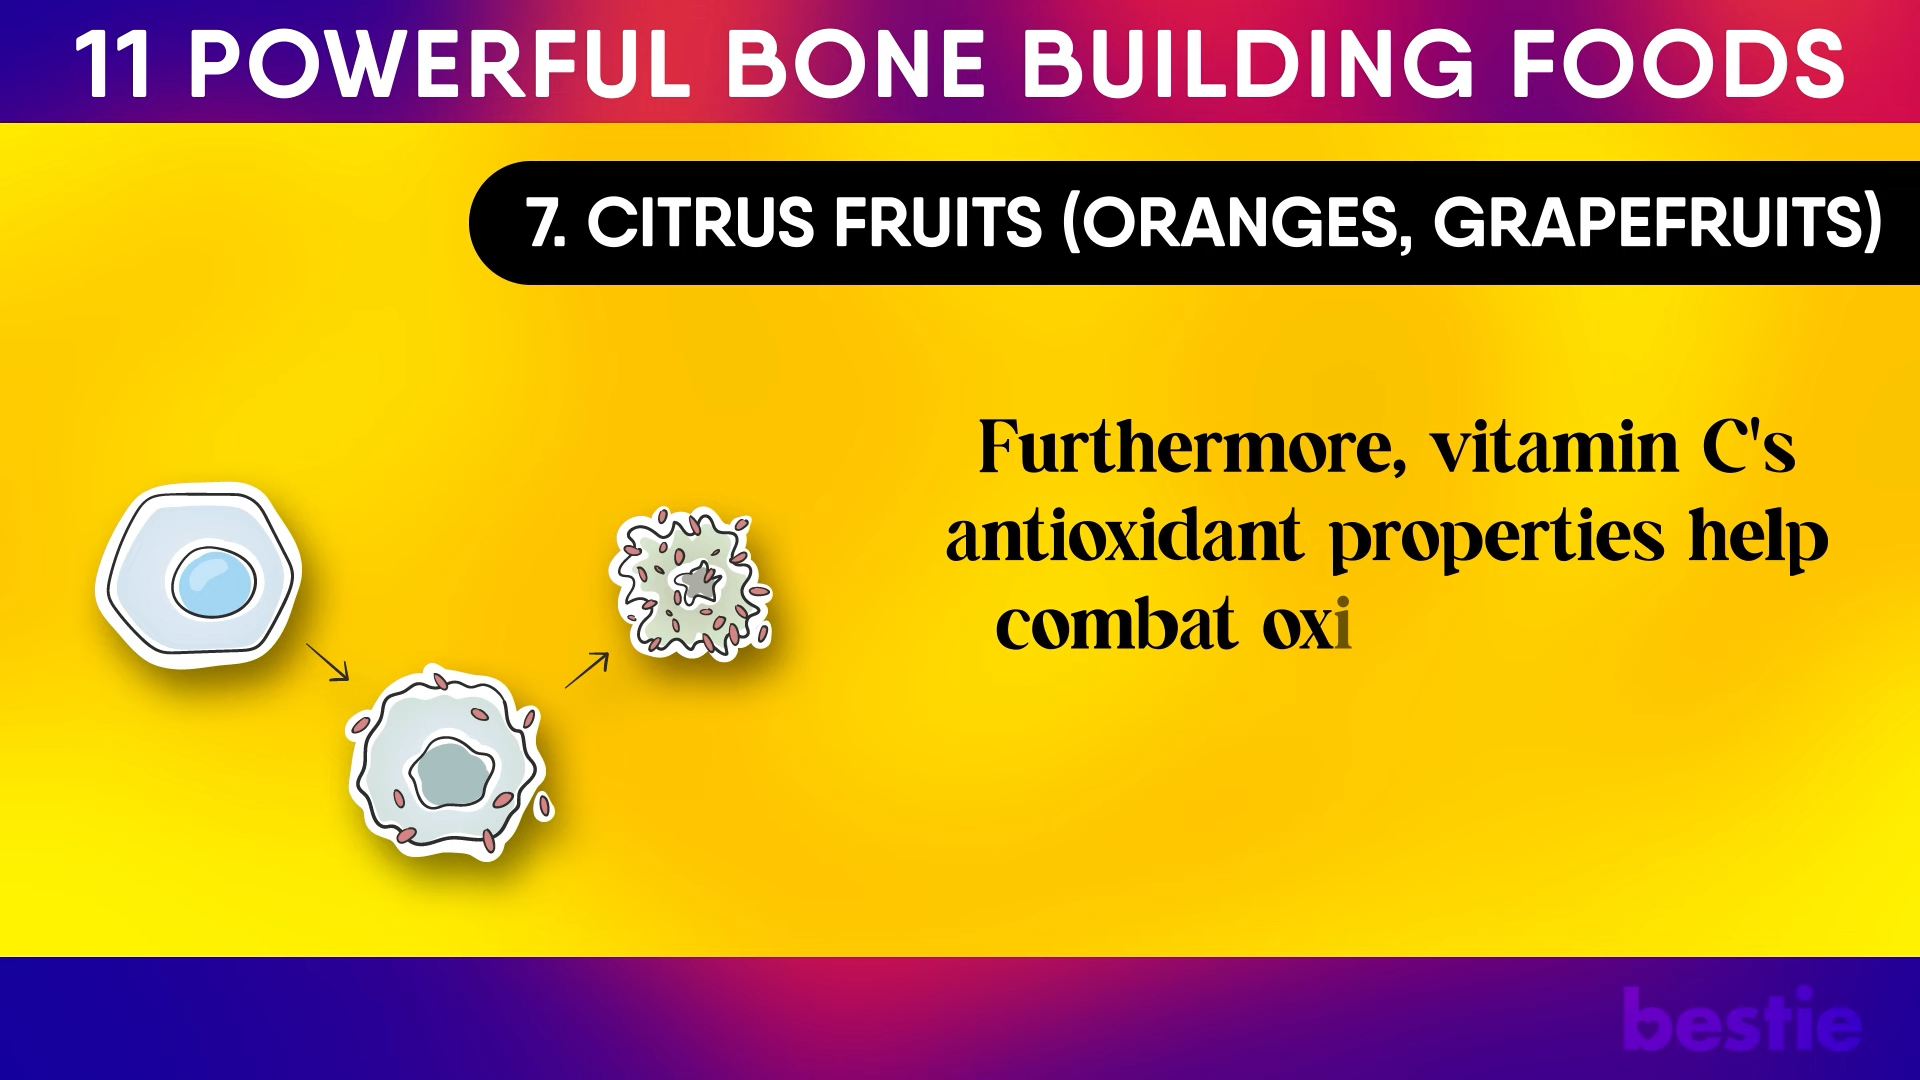 11 POWERFUL BONE BUILDING FOODS
7. CITRUS FRUITS (ORANGES, GRAPEFRUITS)
Furthermore, vitamin C's
antioxidant properties help
combat oxi
bestie